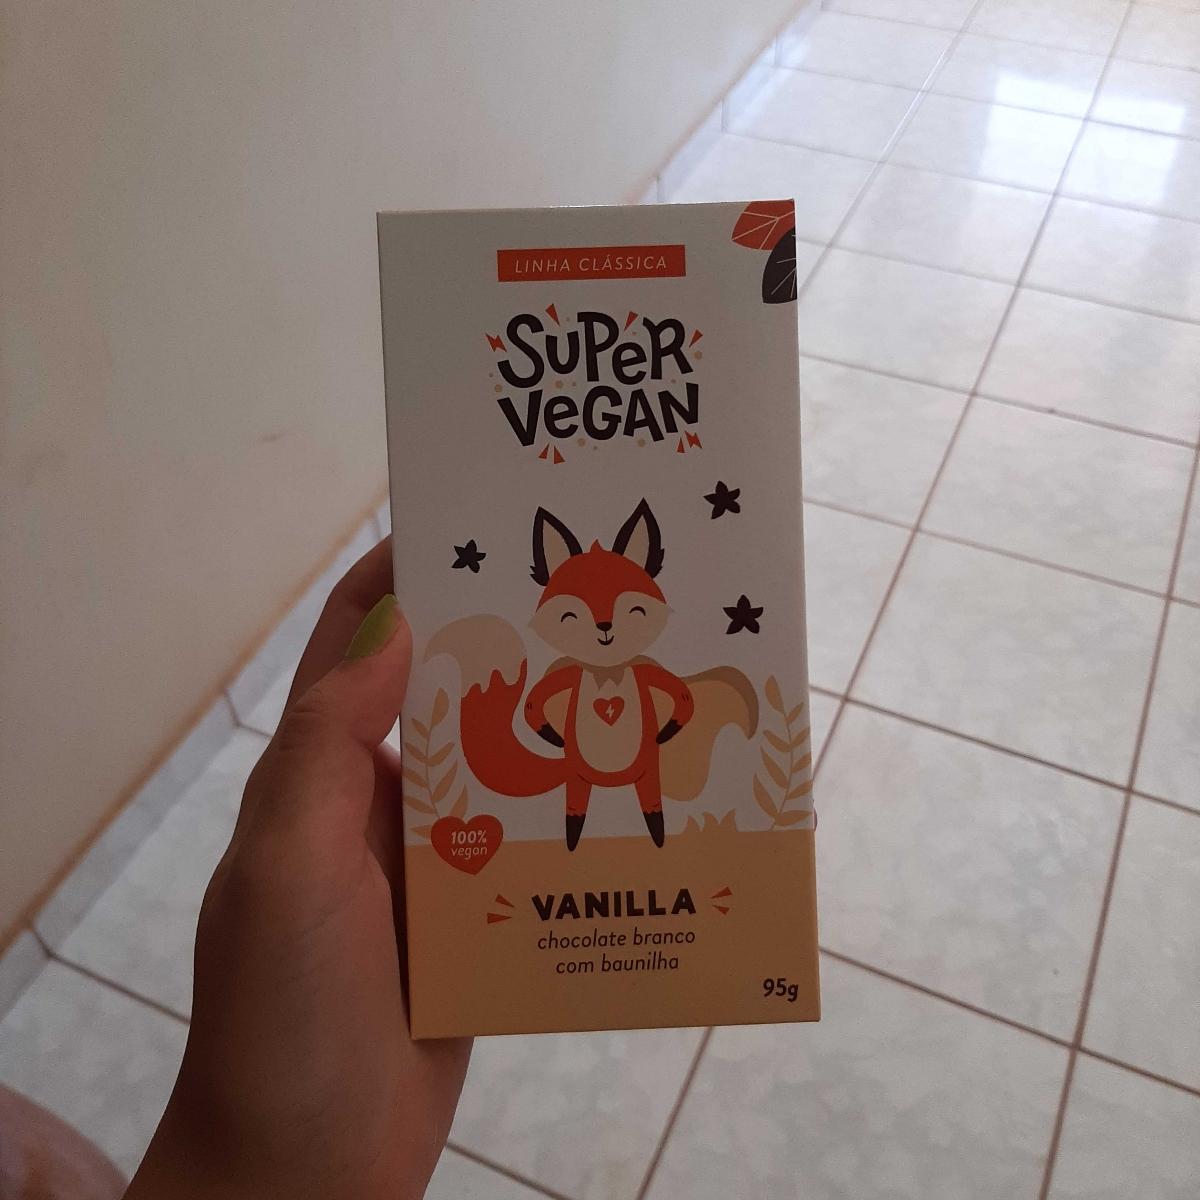 LINHA CLÁSSICA
SUPER
VEGAN
100%
vegan
VANILLA
chocolate branco
com baunilha
95g